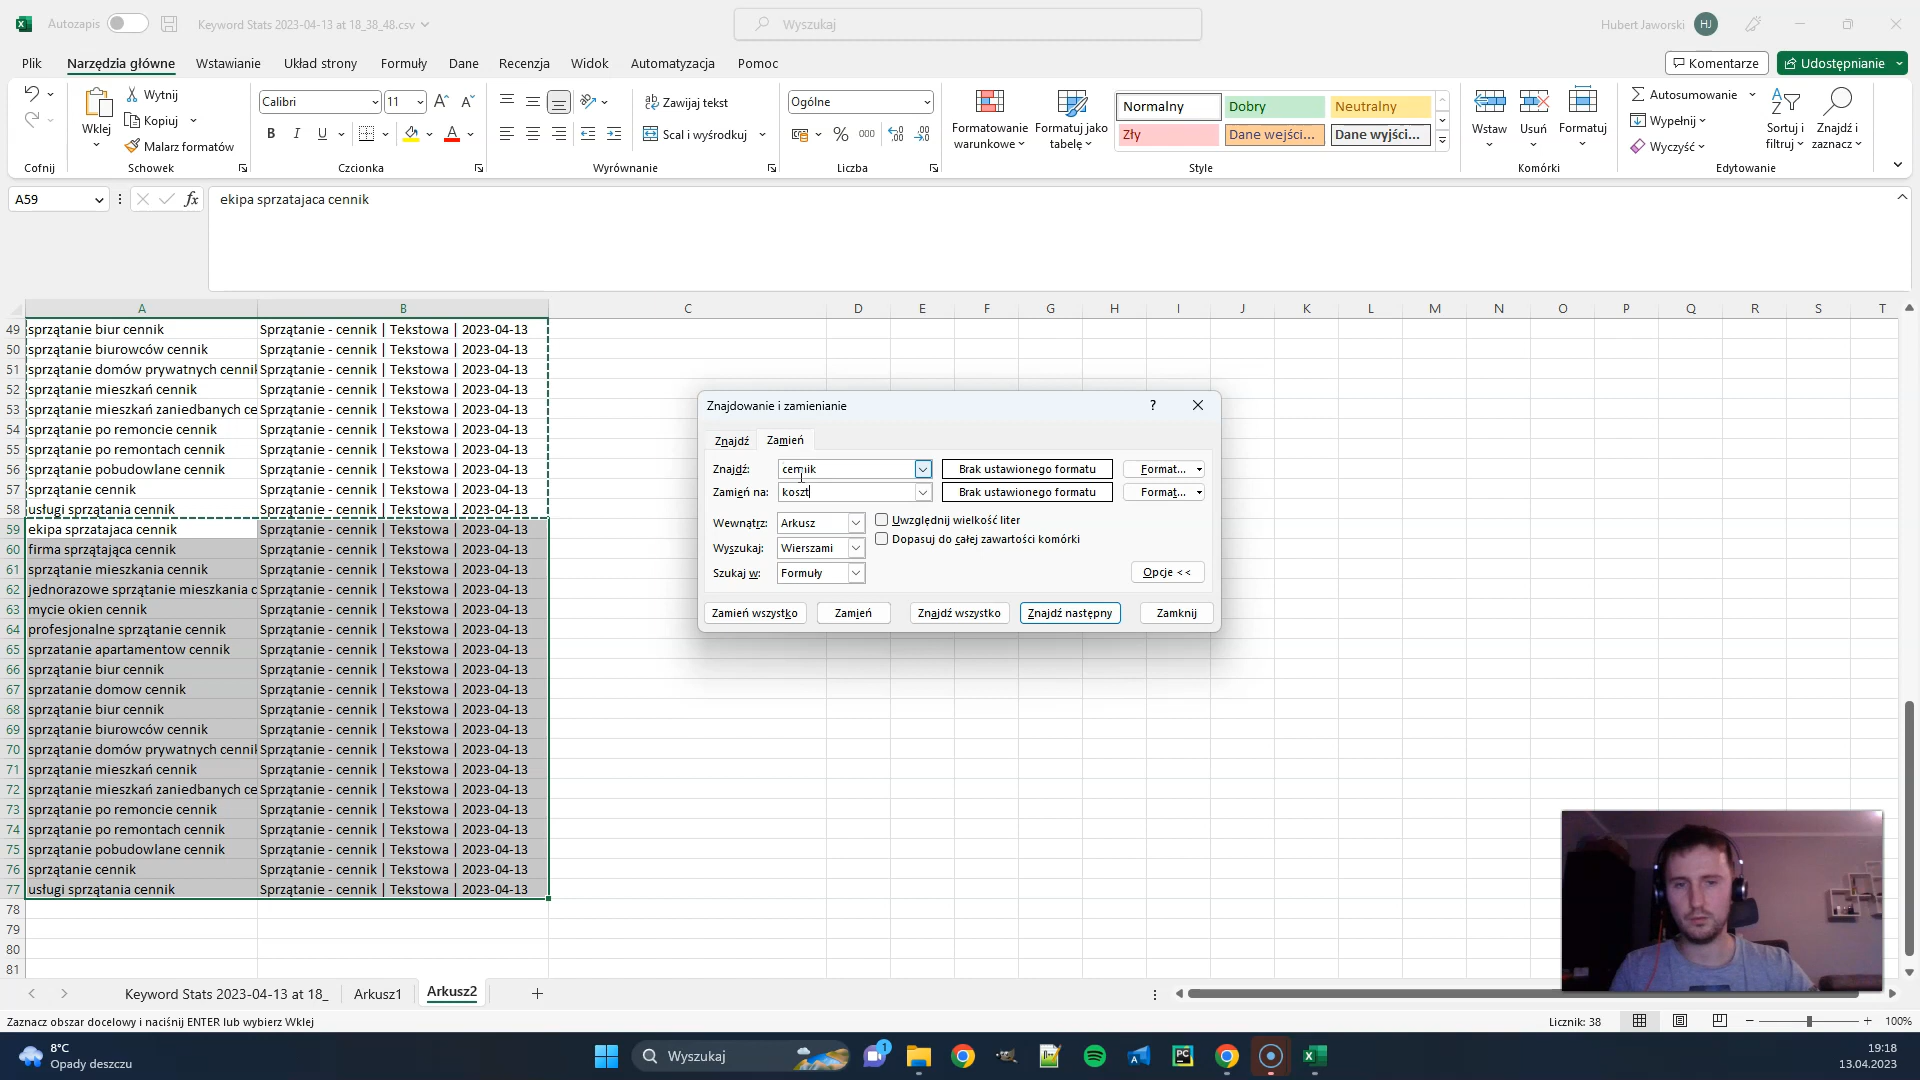 Autozapis
Keyword Stats 2023-04-13 at 18_38_48.csv
Wyszukaj
Hubert Jaworski
HJ
Plik
Narzędzia główne
Wstawianie
Układ strony
Formuły
Dane
Recenzja
Widok
Automatyzacja
Pomoc
Komentarze
Udostępnianie
Wklej
Wytnij
Kopiuj
Malarz formatów
Calibri
11
Zawijaj tekst
Scal i wyśrodkuj
Ogólne
Formatowanie warunkowe
Formatuj jako tabelę
Normalny
Dobry
Neutralny
Zły
Dane wejści...
Dane wyjści...
Wstaw
Usuń
Formatuj
Autosumowanie
Wypełnij
Wyczyść
Sortuj i filtruj
Znajdź i zaznacz
Cofnij
Schowek
Czcionka
Wyrównanie
Liczba
Style
Komórki
Edytowanie
A59
fx
ekipa sprzatajaca cennik
A B C D E F G H I J K L M N O P Q R S T
49 sprzątanie biur cennik Sprzątanie - cennik | Tekstowa | 2023-04-13
50 sprzątanie biurowców cennik Sprzątanie - cennik | Tekstowa | 2023-04-13
51 sprzątanie domów prywatnych cennik Sprzątanie - cennik | Tekstowa | 2023-04-13
52 sprzątanie mieszkań cennik Sprzątanie - cennik | Tekstowa | 2023-04-13
53 sprzątanie mieszkań zaniedbanych ce Sprzątanie - cennik | Tekstowa | 2023-04-13
54 sprzątanie po remoncie cennik Sprzątanie - cennik | Tekstowa | 2023-04-13
55 sprzątanie po remontach cennik Sprzątanie - cennik | Tekstowa | 2023-04-13
56 sprzątanie pobudowlane cennik Sprzątanie - cennik | Tekstowa | 2023-04-13
57 sprzątanie cennik Sprzątanie - cennik | Tekstowa | 2023-04-13
58 usługi sprzątania cennik Sprzątanie - cennik | Tekstowa | 2023-04-13
59 ekipa sprzatajaca cennik Sprzątanie - cennik | Tekstowa | 2023-04-13
60 firma sprzątająca cennik Sprzątanie - cennik | Tekstowa | 2023-04-13
61 sprzątanie mieszkania cennik Sprzątanie - cennik | Tekstowa | 2023-04-13
62 jednorazowe sprzątanie mieszkania c Sprzątanie - cennik | Tekstowa | 2023-04-13
63 mycie okien cennik Sprzątanie - cennik | Tekstowa | 2023-04-13
64 profesjonalne sprzątanie cennik Sprzątanie - cennik | Tekstowa | 2023-04-13
65 sprzatanie apartamentow cennik Sprzątanie - cennik | Tekstowa | 2023-04-13
66 sprzątanie biur cennik Sprzątanie - cennik | Tekstowa | 2023-04-13
67 sprzatanie domow cennik Sprzątanie - cennik | Tekstowa | 2023-04-13
68 sprzątanie biur cennik Sprzątanie - cennik | Tekstowa | 2023-04-13
69 sprzątanie biurowców cennik Sprzątanie - cennik | Tekstowa | 2023-04-13
70 sprzątanie domów prywatnych cennik Sprzątanie - cennik | Tekstowa | 2023-04-13
71 sprzątanie mieszkań cennik Sprzątanie - cennik | Tekstowa | 2023-04-13
72 sprzątanie mieszkań zaniedbanych ce Sprzątanie - cennik | Tekstowa | 2023-04-13
73 sprzątanie po remoncie cennik Sprzątanie - cennik | Tekstowa | 2023-04-13
74 sprzątanie po remontach cennik Sprzątanie - cennik | Tekstowa | 2023-04-13
75 sprzątanie pobudowlane cennik Sprzątanie - cennik | Tekstowa | 2023-04-13
76 sprzątanie cennik Sprzątanie - cennik | Tekstowa | 2023-04-13
77 usługi sprzątania cennik Sprzątanie - cennik | Tekstowa | 2023-04-13
78
79
80
81
Znajdowanie i zamienianie
Znajdź
Zamień
Znajdź: cennik Brak ustawionego formatu Format...
Zamień na: koszt Brak ustawionego formatu Format...
Wewnątrz: Arkusz Uwzględnij wielkość liter
Wyszukaj: Wierszami Dopasuj do całej zawartości komórki
Szukaj w: Formuły Opcje <<
Zamień wszystko
Zamień
Znajdź wszystko
Znajdź następny
Zamknij
Keyword Stats 2023-04-13 at 18_
Arkusz1
Arkusz2
Zaznacz obszar docelowy i naciśnij ENTER lub wybierz Wklej
Licznik: 38
100%
8°C
Opady deszczu
Wyszukaj
1
PC
19:18
13.04.2023